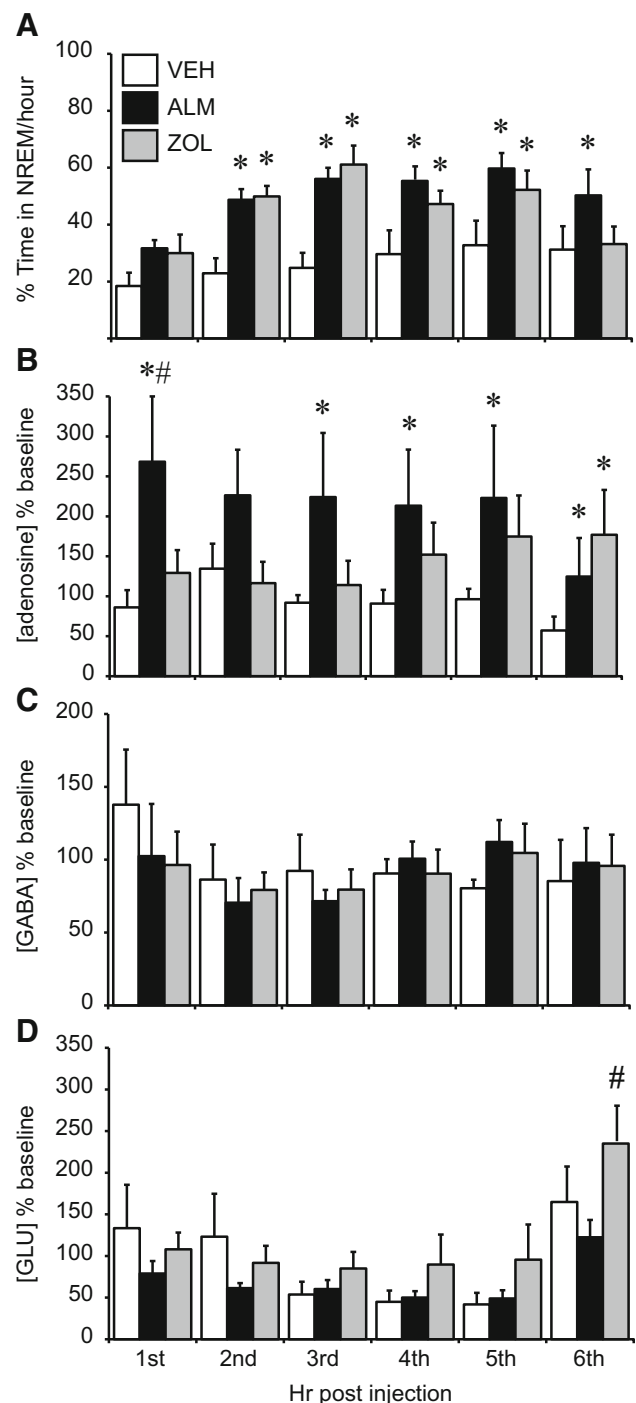 A
% Time in NREM/hour
100
80
60
40
20
VEH
ALM
ZOL
* * * * * * * * *
B
[adenosine] % baseline
350
300
250
200
150
100
50
0
*# * * * * *
C
[GABA] % baseline
200
150
100
50
0
D
[GLU] % baseline
350
300
250
200
150
100
50
0
#
1st 2nd 3rd 4th 5th 6th
Hr post injection